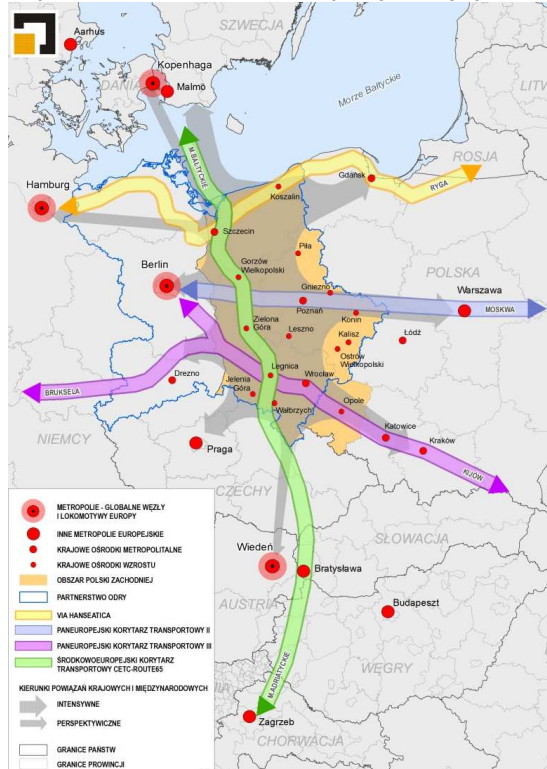 SZWECJA
Aarhus
Kopenhaga
DANIA
Malmo
Morze Bałtyckie
LITW
M.BAŁTYCKIE
ROSJA
Gdańsk
Hamburg
Koszalin
RYGA
Szczecin
Piła
Berlin
Gorzów
Wielkopolski
POLSKA
Gniezno
Warszawa
Poznań
MOSKWA
Konin
Zielona
Góra
Leszno
Kalisz
Łódź
Ostrów
Wielkopolski
Legnica
Drezno
Wrocław
BRUKSELA
Jelenia
Góra
Wałbrzych
Opole
NIEMCY
Katowice
Praga
Kraków
KIJÓW
CZECHY
SŁOWACJA
Wiedeń
Bratysława
AUSTRIA
Budapeszt
WĘGRY
M.ADRIATYCKIE
NIA
Zagrzeb
CHORWACJA
METROPOLIE - GLOBALNE WĘZŁY
I LOKOMOTYWY EUROPY
INNE METROPOLIE EUROPEJSKIE
KRAJOWE OŚRODKI METROPOLITALNE
KRAJOWE OŚRODKI WZROSTU
OBSZAR POLSKI ZACHODNIEJ
PARTNERSTWO ODRY
VIA HANSEATICA
PANEUROPEJSKI KORYTARZ TRANSPORTOWY II
PANEUROPEJSKI KORYTARZ TRANSPORTOWY III
ŚRODKOWOEUROPEJSKI KORYTARZ
TRANSPORTOWY CETC-ROUTE65
KIERUNKI POWIĄZAŃ KRAJOWYCH I MIĘDZYNARODOWYCH
INTENSYWNE
PERSPEKTYWICZNE
GRANICE PAŃSTW
GRANICE PROWINCJI